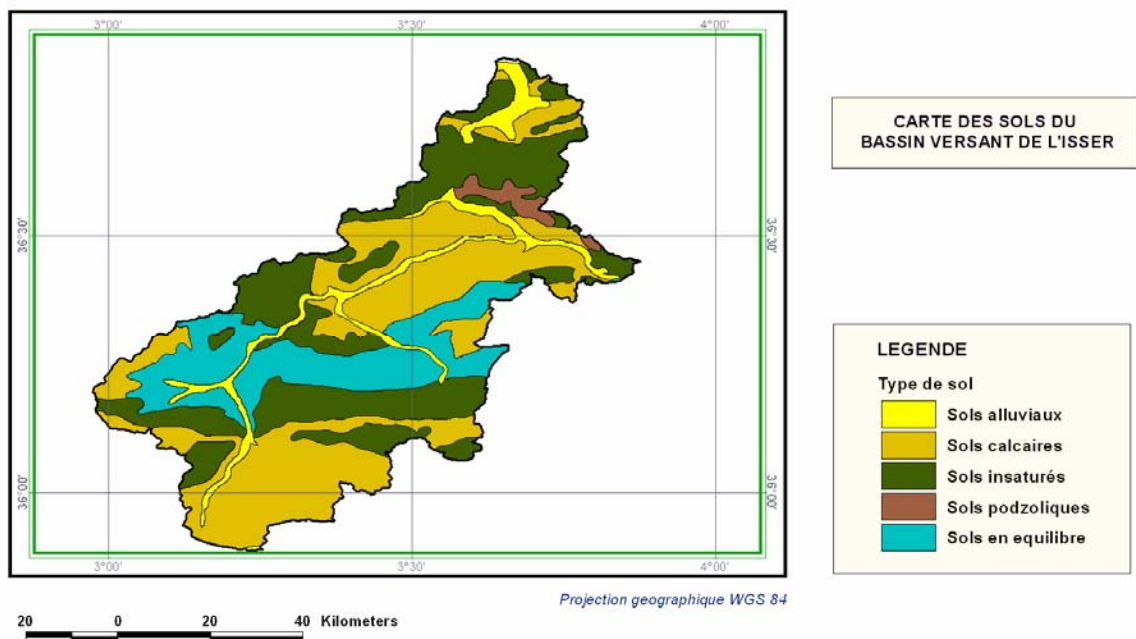 3°00' 3°30' 4°00'
36°30' 36°30'
36°00' 36°00'
3°00' 3°30' 4°00'
Projection geographique WGS 84
20 0 20 40 Kilometers
CARTE DES SOLS DU
BASSIN VERSANT DE L'ISSER
LEGENDE
Type de sol
Sols alluviaux
Sols calcaires
Sols insaturés
Sols podzoliques
Sols en equilibre